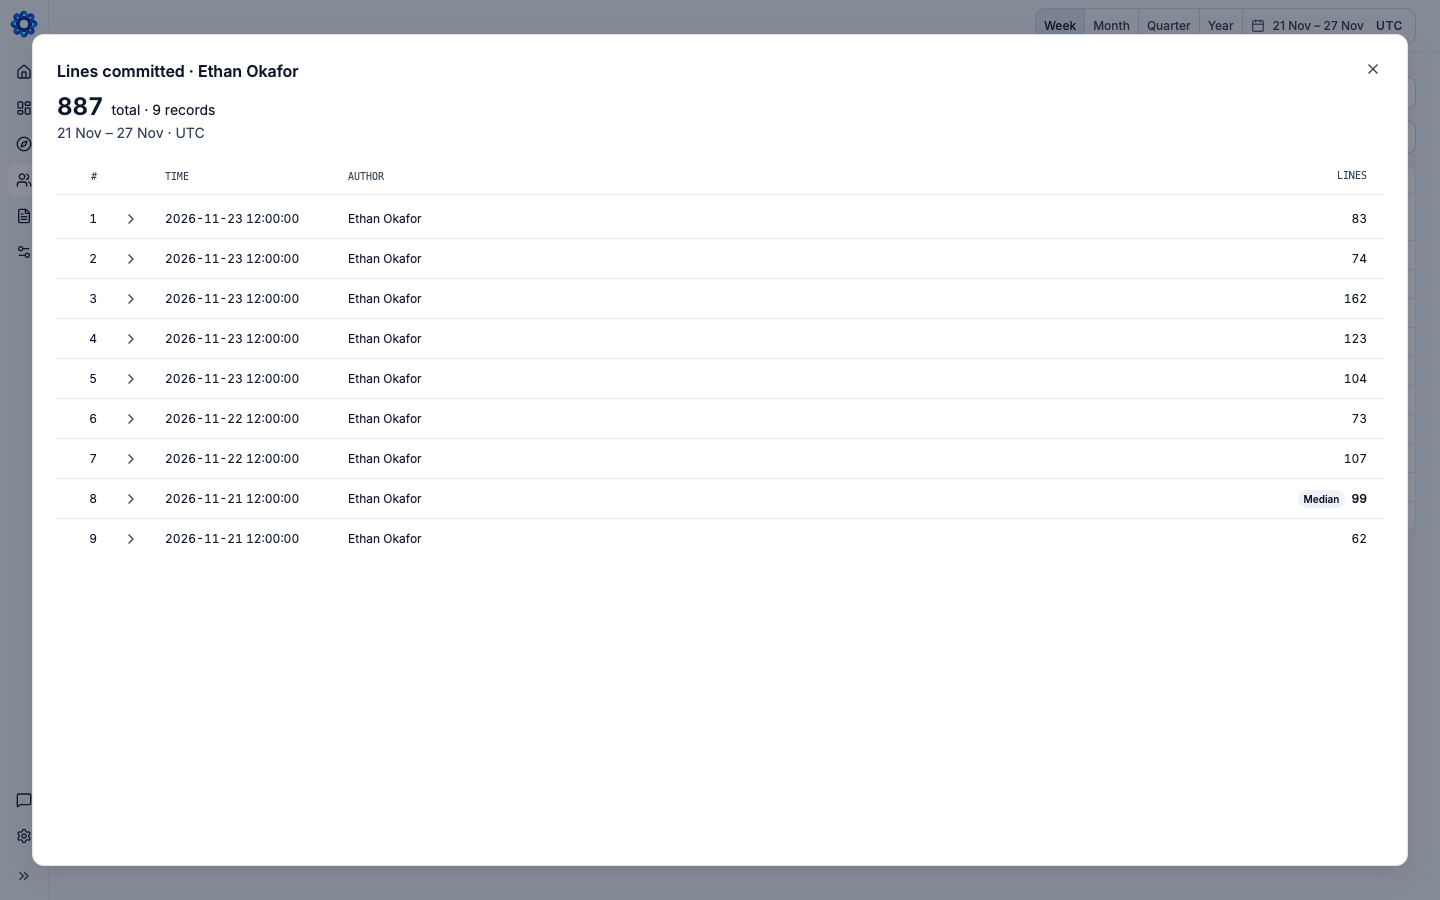 Week Month Quarter Year 21 Nov – 27 Nov UTC
Lines committed · Ethan Okafor
887 total · 9 records
21 Nov – 27 Nov · UTC
# TIME AUTHOR LINES
1 2026-11-23 12:00:00 Ethan Okafor 83
2 2026-11-23 12:00:00 Ethan Okafor 74
3 2026-11-23 12:00:00 Ethan Okafor 162
4 2026-11-23 12:00:00 Ethan Okafor 123
5 2026-11-23 12:00:00 Ethan Okafor 104
6 2026-11-22 12:00:00 Ethan Okafor 73
7 2026-11-22 12:00:00 Ethan Okafor 107
8 2026-11-21 12:00:00 Ethan Okafor Median 99
9 2026-11-21 12:00:00 Ethan Okafor 62